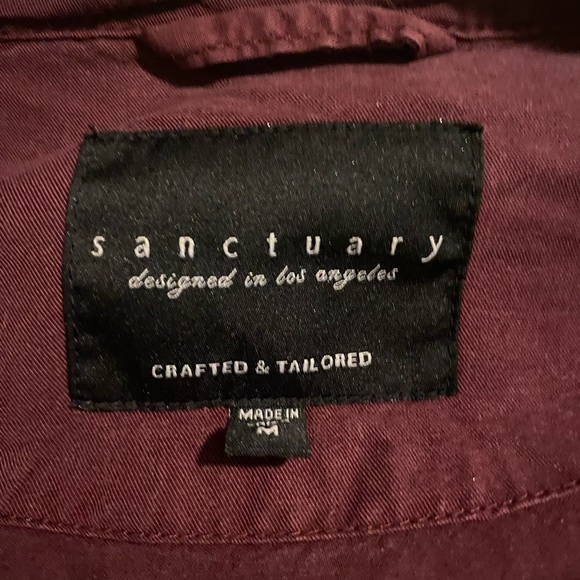 sanctuary
designed in los angeles
CRAFTED & TAILORED
MADE IN
M